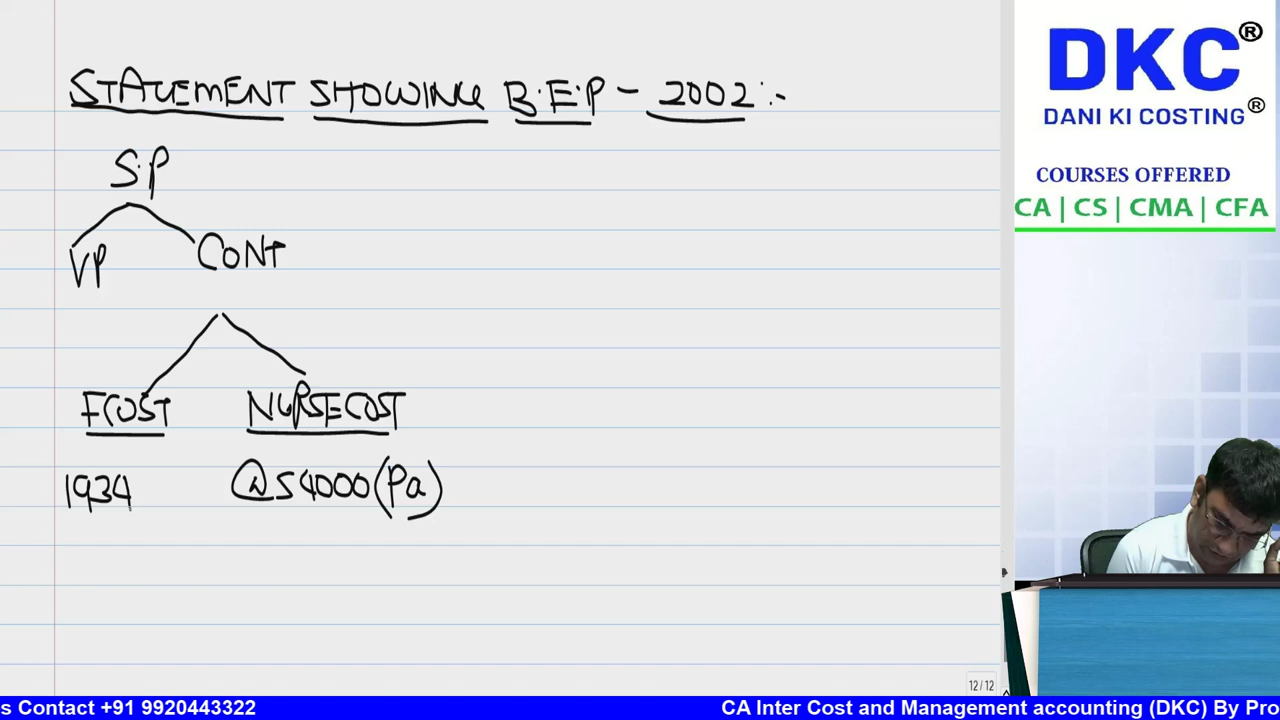 STATEMENT SHOWING B.E.P - 2002 :-
S.P
VP CONT
FCOST NURSE COST
1934 @54000(Pa)
12/12
DKC®
DANI KI COSTING®
COURSES OFFERED
CA | CS | CMA | CFA
s Contact +91 9920443322 CA Inter Cost and Management accounting (DKC) By Pro